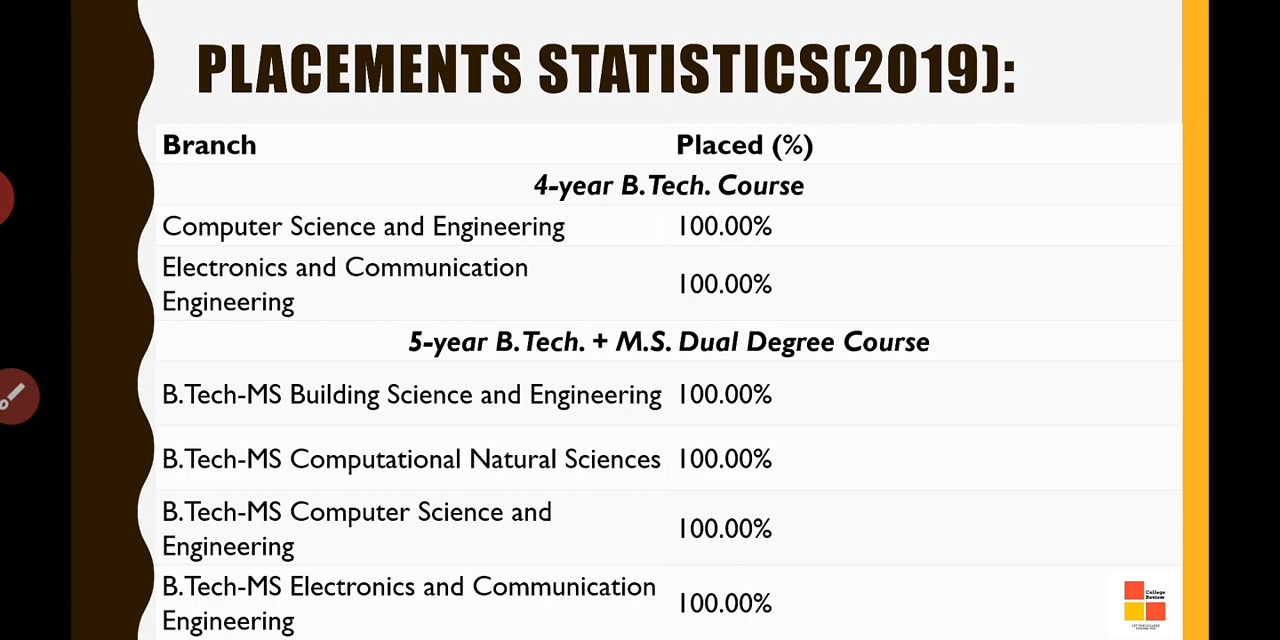 PLACEMENTS STATISTICS(2019):
Branch Placed (%)
4-year B.Tech. Course
Computer Science and Engineering 100.00%
Electronics and Communication
Engineering 100.00%
5-year B.Tech. + M.S. Dual Degree Course
B.Tech-MS Building Science and Engineering 100.00%
B.Tech-MS Computational Natural Sciences 100.00%
B.Tech-MS Computer Science and
Engineering 100.00%
B.Tech-MS Electronics and Communication
Engineering 100.00%
College
Review